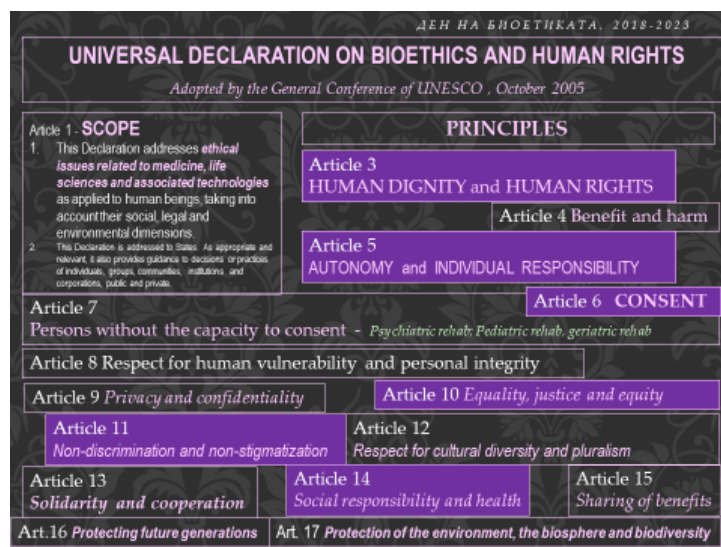 ДЕН НА БИОЕТИКАТА, 2018-2023
UNIVERSAL DECLARATION ON BIOETHICS AND HUMAN RIGHTS
Adopted by the General Conference of UNESCO , October 2005
Article 1 - SCOPE
1. This Declaration addresses ethical
issues related to medicine, life
sciences and associated technologies
as applied to human beings, taking into
account their social, legal and
environmental dimensions.
2. This Declaration is addressed to States. As appropriate and
relevant, it also provides guidance to decisions or practices
of individuals, groups, communities, institutions and
corporations, public and private.
PRINCIPLES
Article 3
HUMAN DIGNITY and HUMAN RIGHTS
Article 4 Benefit and harm
Article 5
AUTONOMY and INDIVIDUAL RESPONSIBILITY
Article 6 CONSENT
Article 7
Persons without the capacity to consent - Psychiatric rehab; Pediatric rehab, geriatric rehab
Article 8 Respect for human vulnerability and personal integrity
Article 9 Privacy and confidentiality
Article 10 Equality, justice and equity
Article 11
Non-discrimination and non-stigmatization
Article 12
Respect for cultural diversity and pluralism
Article 13
Solidarity and cooperation
Article 14
Social responsibility and health
Article 15
Sharing of benefits
Art.16 Protecting future generations
Art. 17 Protection of the environment, the biosphere and biodiversity